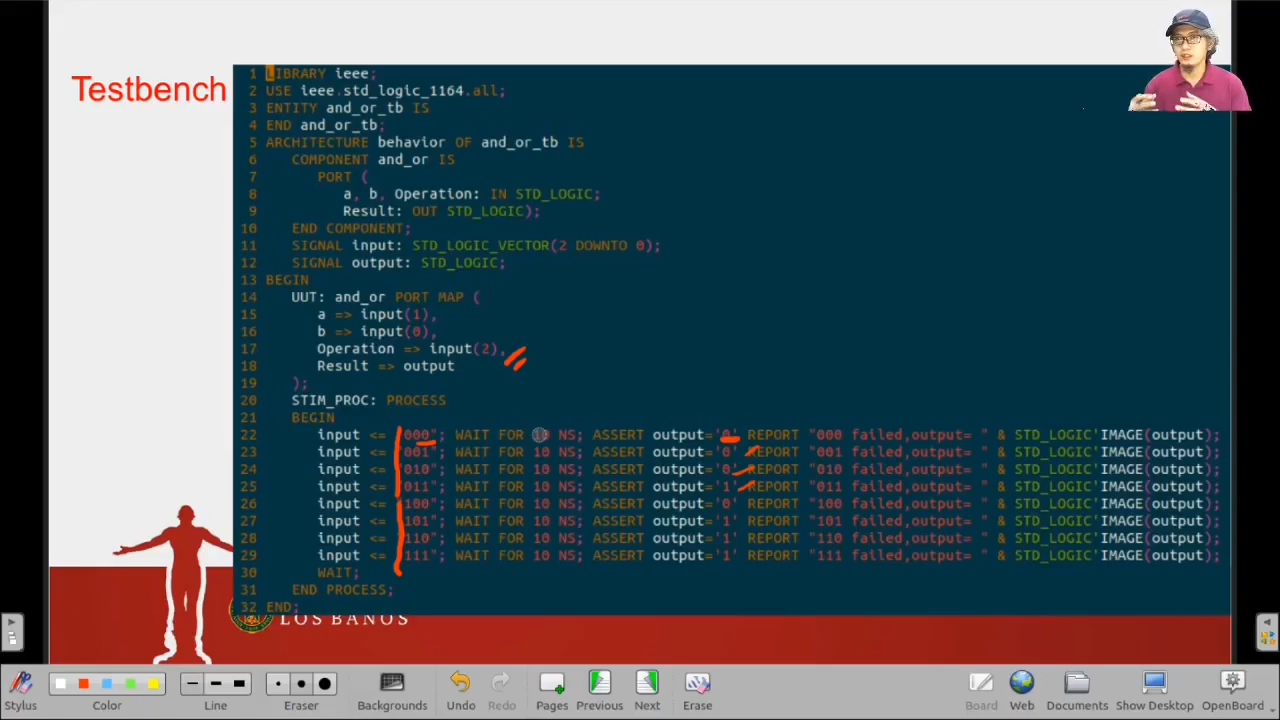 Testbench
1 LIBRARY ieee;
2 USE ieee.std_logic_1164.all;
3 ENTITY and_or_tb IS
4 END and_or_tb;
5 ARCHITECTURE behavior OF and_or_tb IS
6 COMPONENT and_or IS
7 PORT (
8 a, b, Operation: IN STD_LOGIC;
9 Result: OUT STD_LOGIC);
10 END COMPONENT;
11 SIGNAL input: STD_LOGIC_VECTOR(2 DOWNTO 0);
12 SIGNAL output: STD_LOGIC;
13 BEGIN
14 UUT: and_or PORT MAP (
15 a => input(1),
16 b => input(0),
17 Operation => input(2),
18 Result => output
19 );
20 STIM_PROC: PROCESS
21 BEGIN
22 input <= "000"; WAIT FOR 10 NS; ASSERT output='0' REPORT "000 failed,output= " & STD_LOGIC'IMAGE(output);
23 input <= "001"; WAIT FOR 10 NS; ASSERT output='0' REPORT "001 failed,output= " & STD_LOGIC'IMAGE(output);
24 input <= "010"; WAIT FOR 10 NS; ASSERT output='0' REPORT "010 failed,output= " & STD_LOGIC'IMAGE(output);
25 input <= "011"; WAIT FOR 10 NS; ASSERT output='1' REPORT "011 failed,output= " & STD_LOGIC'IMAGE(output);
26 input <= "100"; WAIT FOR 10 NS; ASSERT output='0' REPORT "100 failed,output= " & STD_LOGIC'IMAGE(output);
27 input <= "101"; WAIT FOR 10 NS; ASSERT output='1' REPORT "101 failed,output= " & STD_LOGIC'IMAGE(output);
28 input <= "110"; WAIT FOR 10 NS; ASSERT output='1' REPORT "110 failed,output= " & STD_LOGIC'IMAGE(output);
29 input <= "111"; WAIT FOR 10 NS; ASSERT output='1' REPORT "111 failed,output= " & STD_LOGIC'IMAGE(output);
30 WAIT;
31 END PROCESS;
32 END;
LOS BAÑOS
Stylus Color Line Eraser Backgrounds Undo Redo Pages Previous Next Erase Board Web Documents Show Desktop OpenBoard